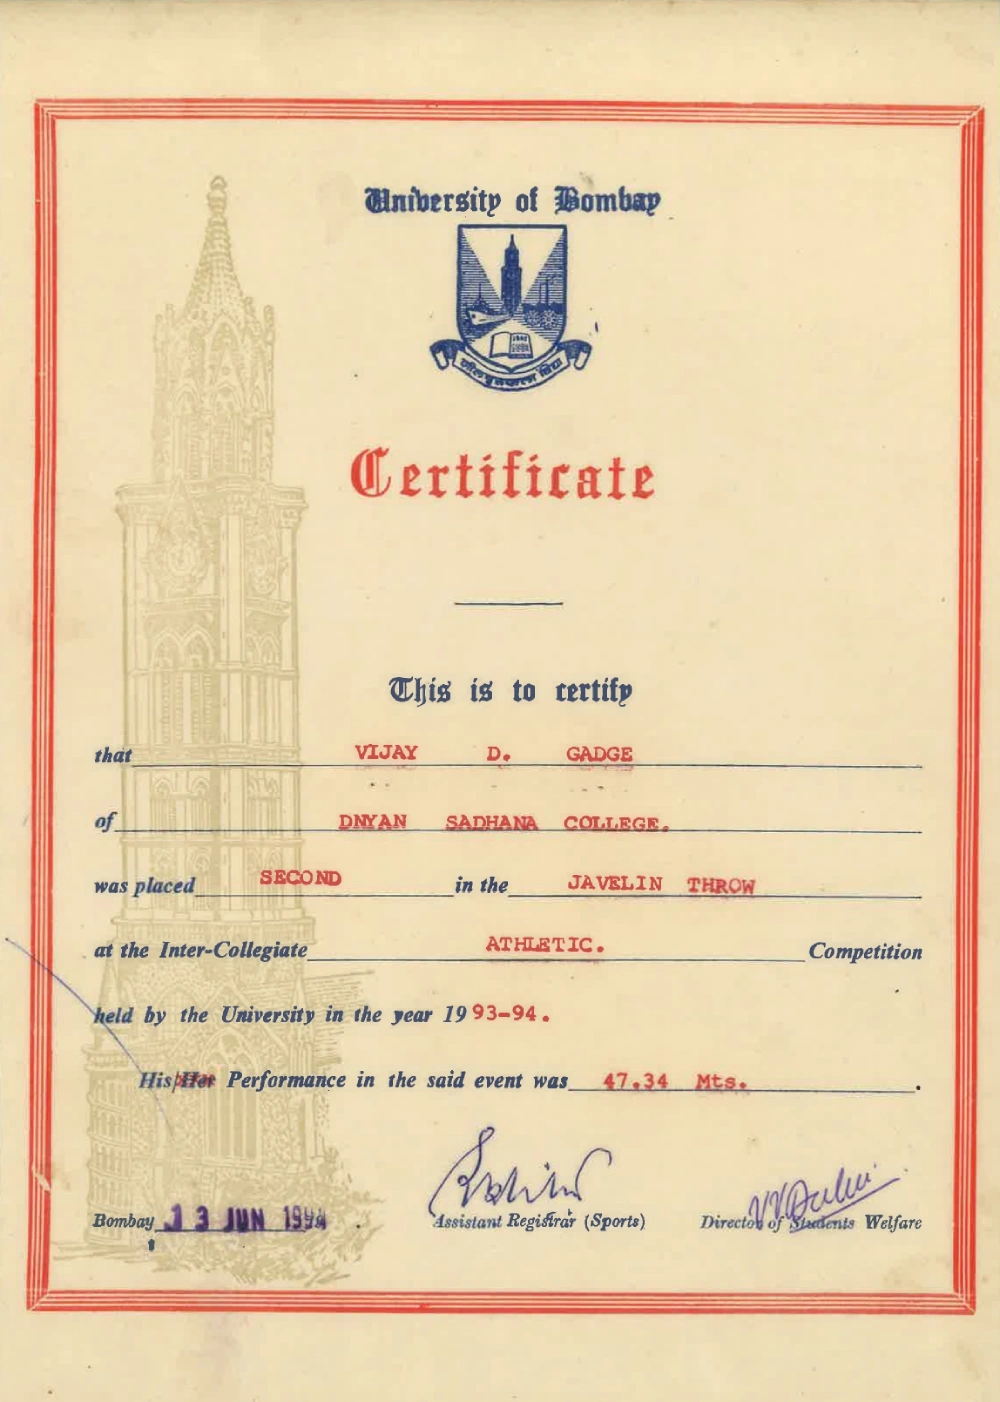 University of Bombay
Certificate
This is to certify
that VIJAY D. GADGE
of DNYAN SADHANA COLLEGE.
was placed SECOND in the JAVELIN THROW
at the Inter-Collegiate ATHLETIC. Competition
held by the University in the year 1993-94.
His/Her Performance in the said event was 47.34 Mts. .
Bombay 13 JUN 1994
Assistant Registrar (Sports)
Director of Students Welfare